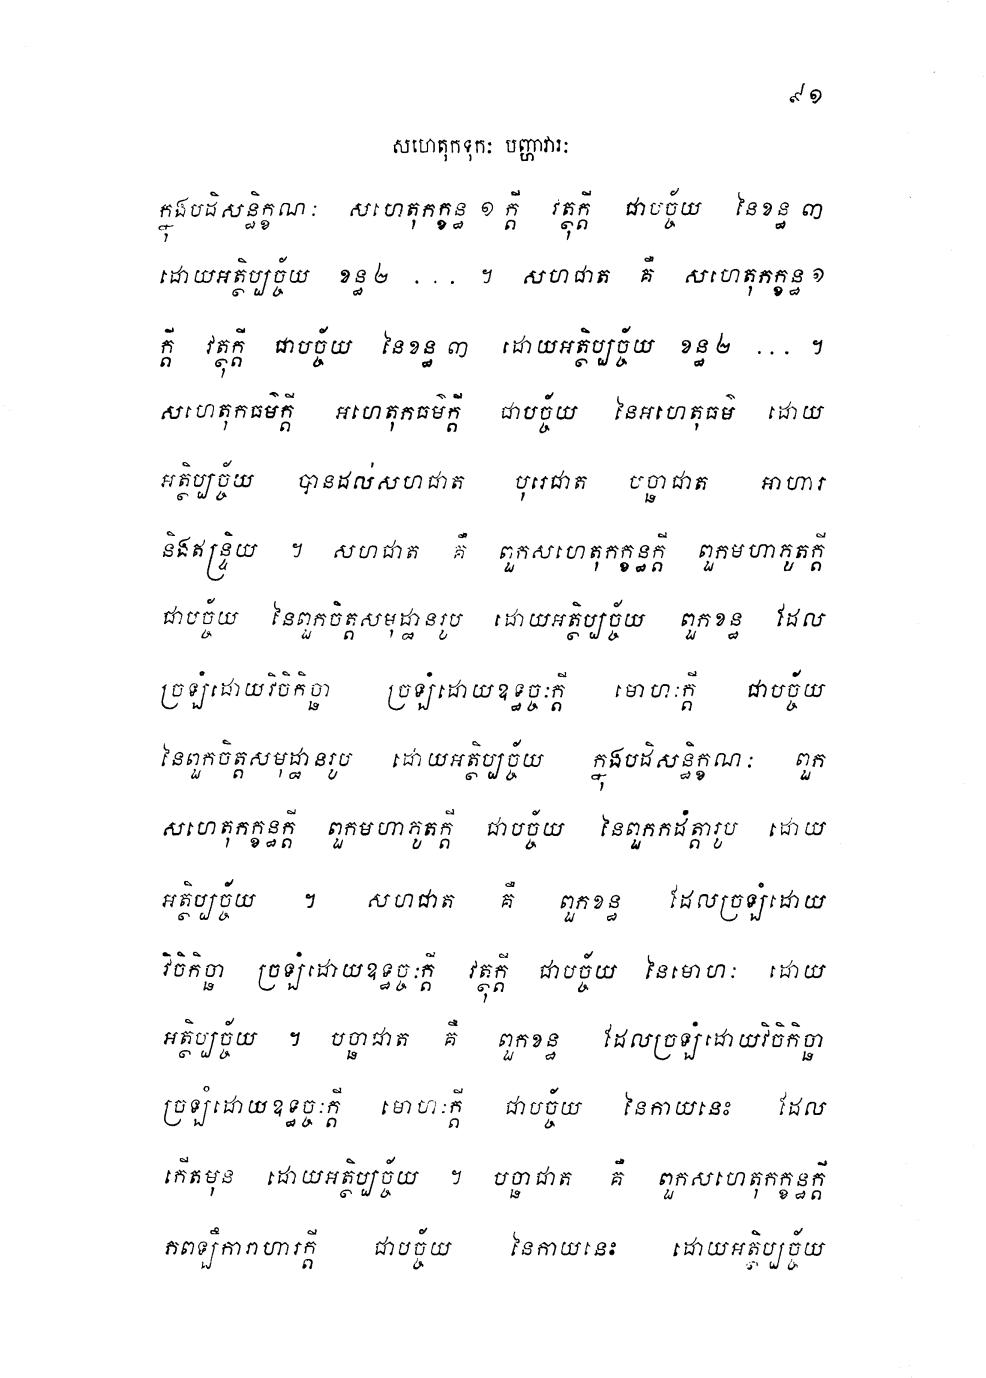 ៩១
សហេតុកទុកៈ បញ្ហាវារៈ
ក្នុងបដិសន្ធិក្ខណៈ សហេតុកក្ខន្ធ ១ ក្តី វត្ថុក្តី ជាបច្ច័យ នៃខន្ធ ៣
ដោយអត្ថិប្បច្ច័យ ខន្ធ ២ ... ។ សហជាត គឺ សហេតុកក្ខន្ធ ១
ក្តី វត្ថុក្តី ជាបច្ច័យ នៃខន្ធ ៣ ដោយអត្ថិប្បច្ច័យ ខន្ធ ២ ... ។
សហេតុកធម៌ក្តី អហេតុកធម៌ក្តី ជាបច្ច័យ នៃអហេតុធម៌ ដោយ
អត្ថិប្បច្ច័យ បានដល់សហជាត បុរេជាត បច្ឆាជាត អាហារ
និងឥន្ទ្រិយ ។ សហជាត គឺ ពួកសហេតុកក្ខន្ធក្តី ពួកមហាភូតក្តី
ជាបច្ច័យ នៃពួកចិត្តសមុដ្ឋានរូប ដោយអត្ថិប្បច្ច័យ ពួកខន្ធ ដែល
ច្រឡំដោយវិចិកិច្ឆា ច្រឡំដោយឧទ្ធច្ចៈក្តី មោហៈក្តី ជាបច្ច័យ
នៃពួកចិត្តសមុដ្ឋានរូប ដោយអត្ថិប្បច្ច័យ ក្នុងបដិសន្ធិក្ខណៈ ពួក
សហេតុកក្ខន្ធក្តី ពួកមហាភូតក្តី ជាបច្ច័យ នៃពួកកដត្តារូប ដោយ
អត្ថិប្បច្ច័យ ។ សហជាត គឺ ពួកខន្ធ ដែលច្រឡំដោយ
វិចិកិច្ឆា ច្រឡំដោយឧទ្ធច្ចៈក្តី វត្ថុក្តី ជាបច្ច័យ នៃមោហៈ ដោយ
អត្ថិប្បច្ច័យ ។ បច្ឆាជាត គឺ ពួកខន្ធ ដែលច្រឡំដោយវិចិកិច្ឆា
ច្រឡំដោយឧទ្ធច្ចៈក្តី មោហៈក្តី ជាបច្ច័យ នៃកាយនេះ ដែល
កើតមុន ដោយអត្ថិប្បច្ច័យ ។ បច្ឆាជាត គឺ ពួកសហេតុកក្ខន្ធក្តី
កពឡឹការាហារក្តី ជាបច្ច័យ នៃកាយនេះ ដោយអត្ថិប្បច្ច័យ